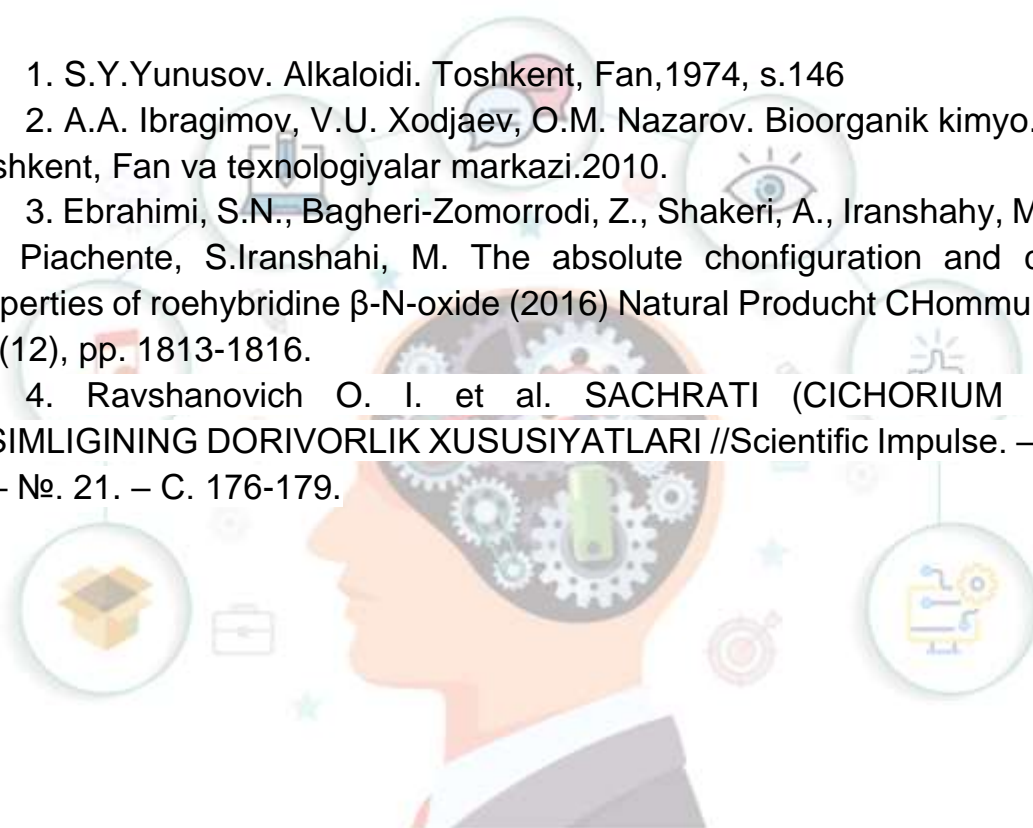 1. S.Y.Yunusov. Alkaloidi. Toshkent, Fan,1974, s.146
2. A.A. Ibragimov, V.U. Xodjaev, O.M. Nazarov. Bioorganik kimyo.
shkent, Fan va texnologiyalar markazi.2010.
3. Ebrahimi, S.N., Bagheri-Zomorrodi, Z., Shakeri, A., Iranshahy, M
Piachente, S.Iranshahi, M. The absolute chonfiguration and
perties of roehybridine β-N-oxide (2016) Natural Producht CHommu
(12), pp. 1813-1816.
4. Ravshanovich O. I. et al. SACHRATI (CICHORIUM
SIMLIGINING DORIVORLIK XUSUSIYATLARI //Scientific Impulse. –
– №. 21. – С. 176-179.